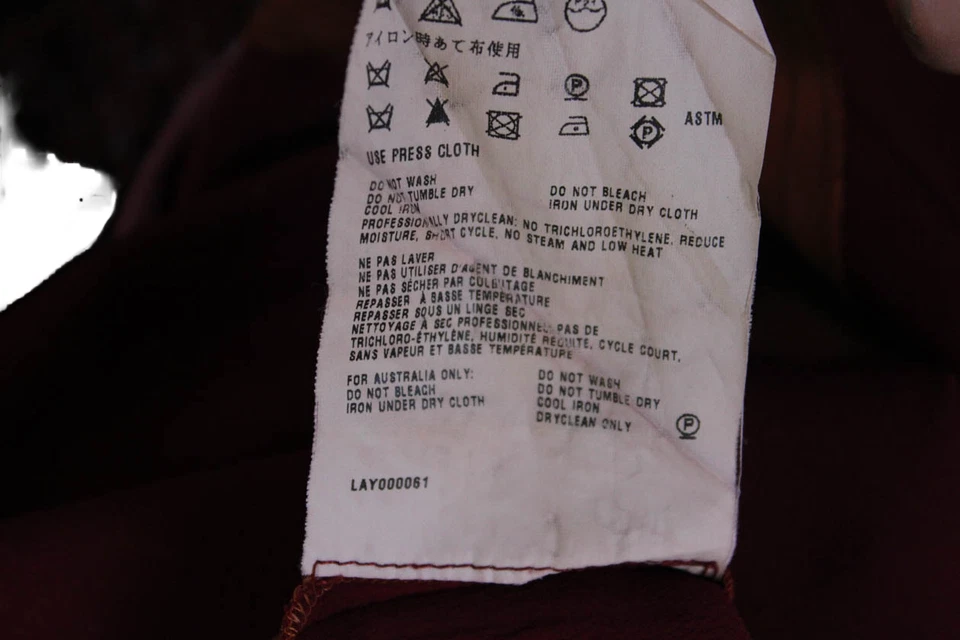 アイロン時あて布使用
P
P
ASTM
USE PRESS CLOTH
DO NOT WASH
DO NOT TUMBLE DRY
COOL IRON
DO NOT BLEACH
IRON UNDER DRY CLOTH
PROFESSIONALLY DRYCLEAN: NO TRICHLOROETHYLENE, REDUCE
MOISTURE, SHORT CYCLE, NO STEAM AND LOW HEAT
NE PAS LAVER
NE PAS UTILISER D'AGENT DE BLANCHIMENT
NE PAS SÉCHER PAR CULBUTAGE
REPASSER À BASSE TEMPÉRATURE
REPASSER SOUS UN LINGE SEC
NETTOYAGE À SEC PROFESSIONNEL: PAS DE
TRICHLORO-ÉTHYLÈNE, HUMIDITÉ RÉDUITE, CYCLE COURT,
SANS VAPEUR ET BASSE TEMPÉRATURE
FOR AUSTRALIA ONLY:
DO NOT BLEACH
IRON UNDER DRY CLOTH
DO NOT WASH
DO NOT TUMBLE DRY
COOL IRON
DRYCLEAN ONLY
P
LAY000061